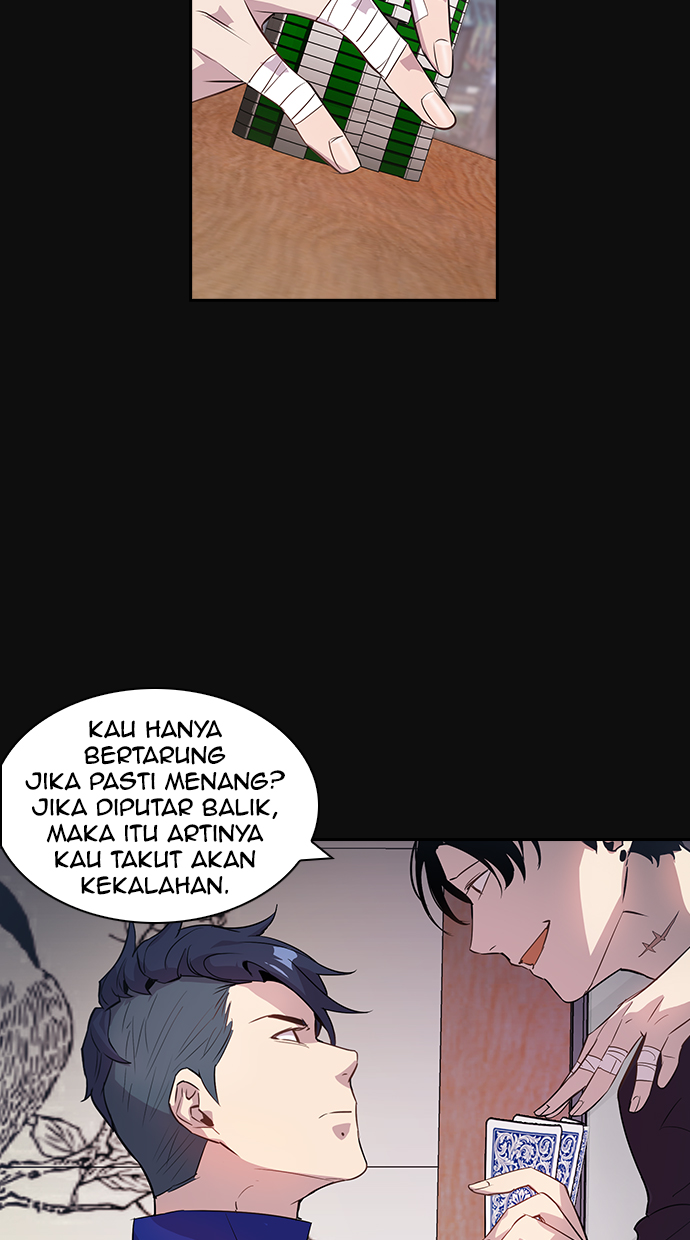 KAU HANYA
BERTARUNG
JIKA PASTI MENANG?
JIKA DIPUTAR BALIK,
MAKA ITU ARTINYA
KAU TAKUT AKAN
KEKALAHAN.